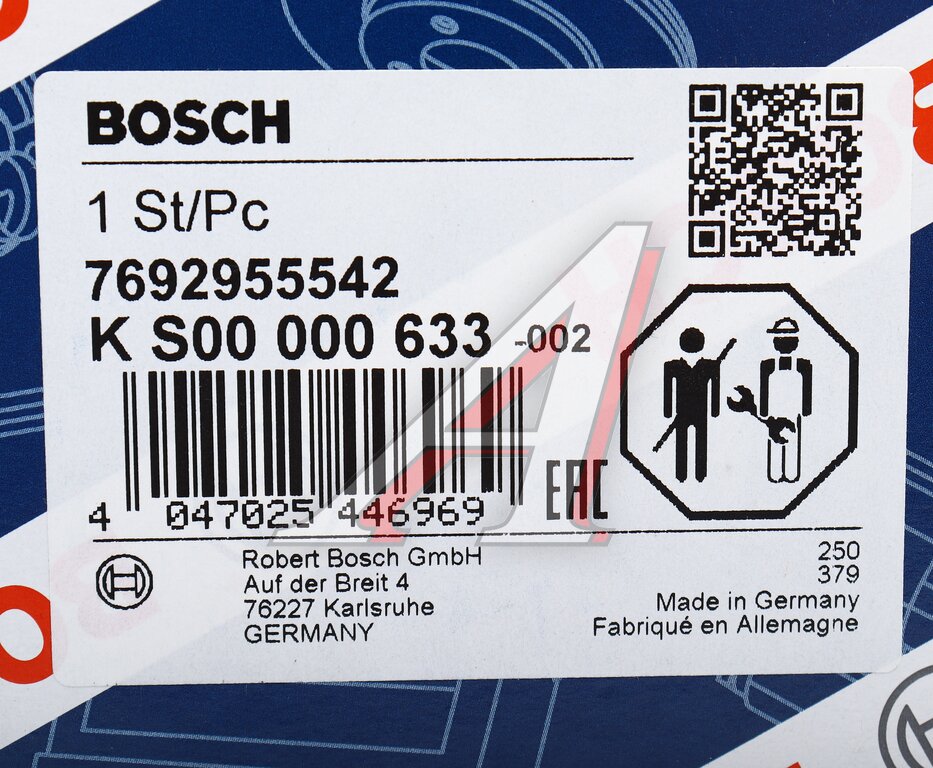 BOSCH
1 St/Pc
7692955542
K S00 000 633 -002
4 047025 446969
EAC
Robert Bosch GmbH
Auf der Breit 4
76227 Karlsruhe
GERMANY
250
379
Made in Germany
Fabriqué en Allemagne